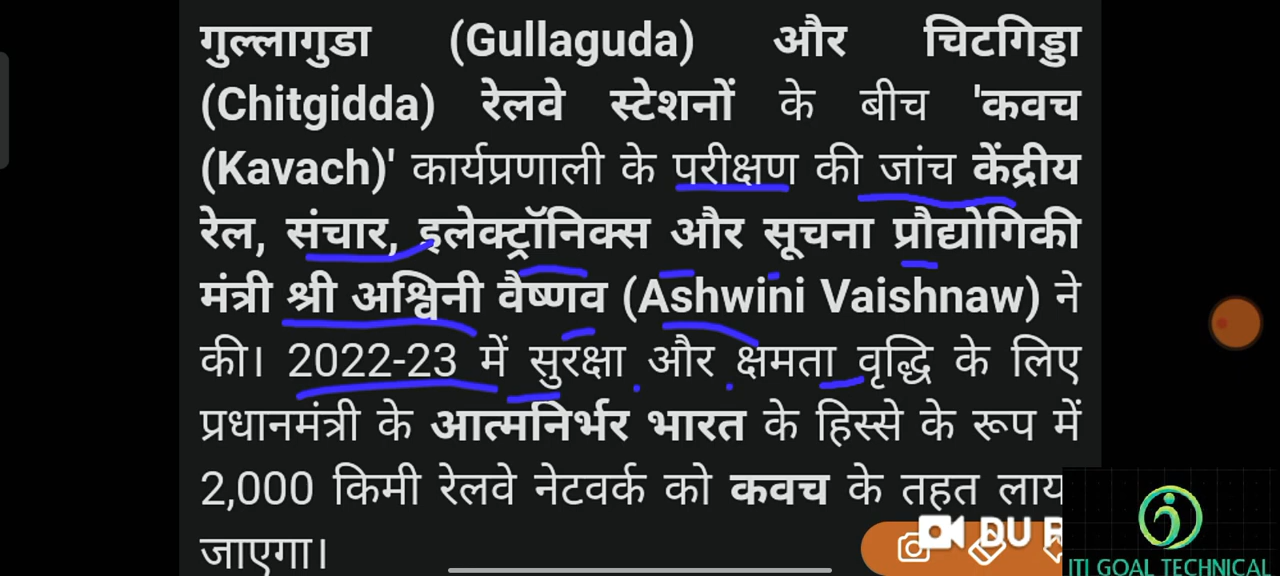 गुल्लागुडा (Gullaguda) और चिटगिड्डा
(Chitgidda) रेलवे स्टेशनों के बीच 'कवच
(Kavach)' कार्यप्रणाली के परीक्षण की जांच केंद्रीय
रेल, संचार, इलेक्ट्रॉनिक्स और सूचना प्रौद्योगिकी
मंत्री श्री अश्विनी वैष्णव (Ashwini Vaishnaw) ने
की। 2022-23 में सुरक्षा और क्षमता वृद्धि के लिए
प्रधानमंत्री के आत्मनिर्भर भारत के हिस्से के रूप में
2,000 किमी रेलवे नेटवर्क को कवच के तहत
जाएगा।
DU
ITI GOAL TECHNICAL